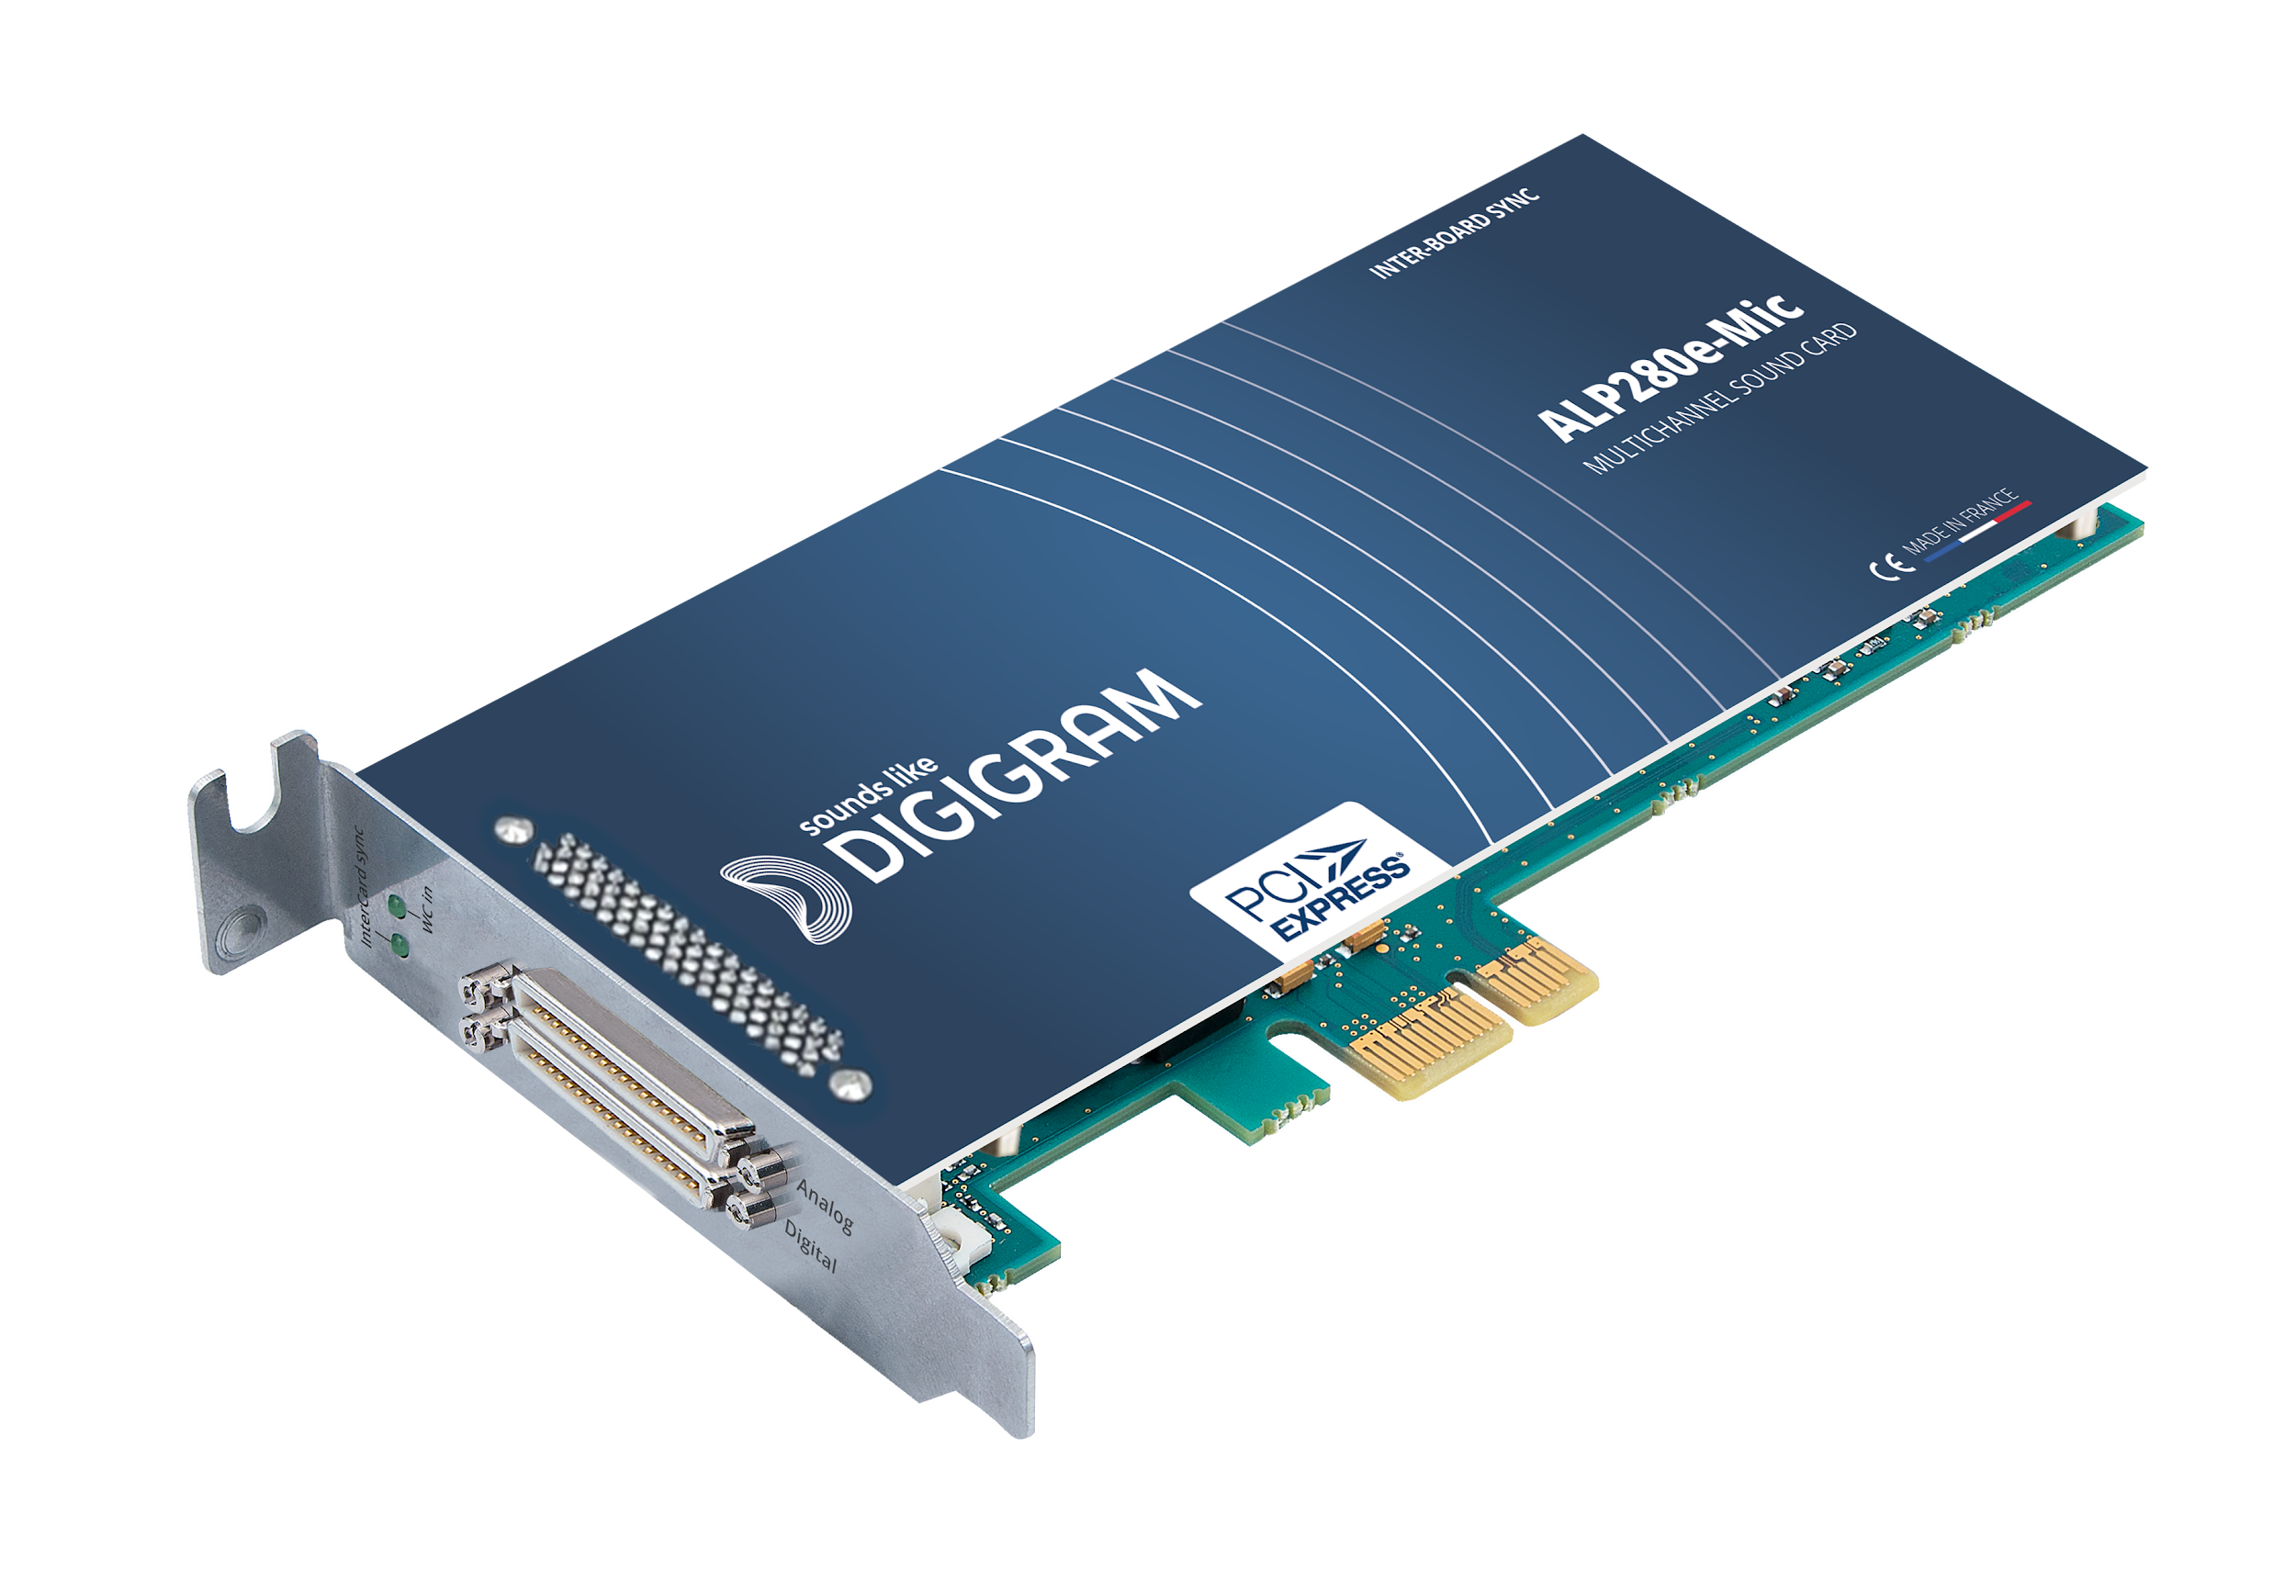 INTER-BOARD SYNC
ALP280e-Mic
MULTICHANNEL SOUND CARD
CE MADE IN FRANCE
sounds like
DIGIGRAM
PCI
EXPRESS®
InterCard sync
WC in
Analog
Digital